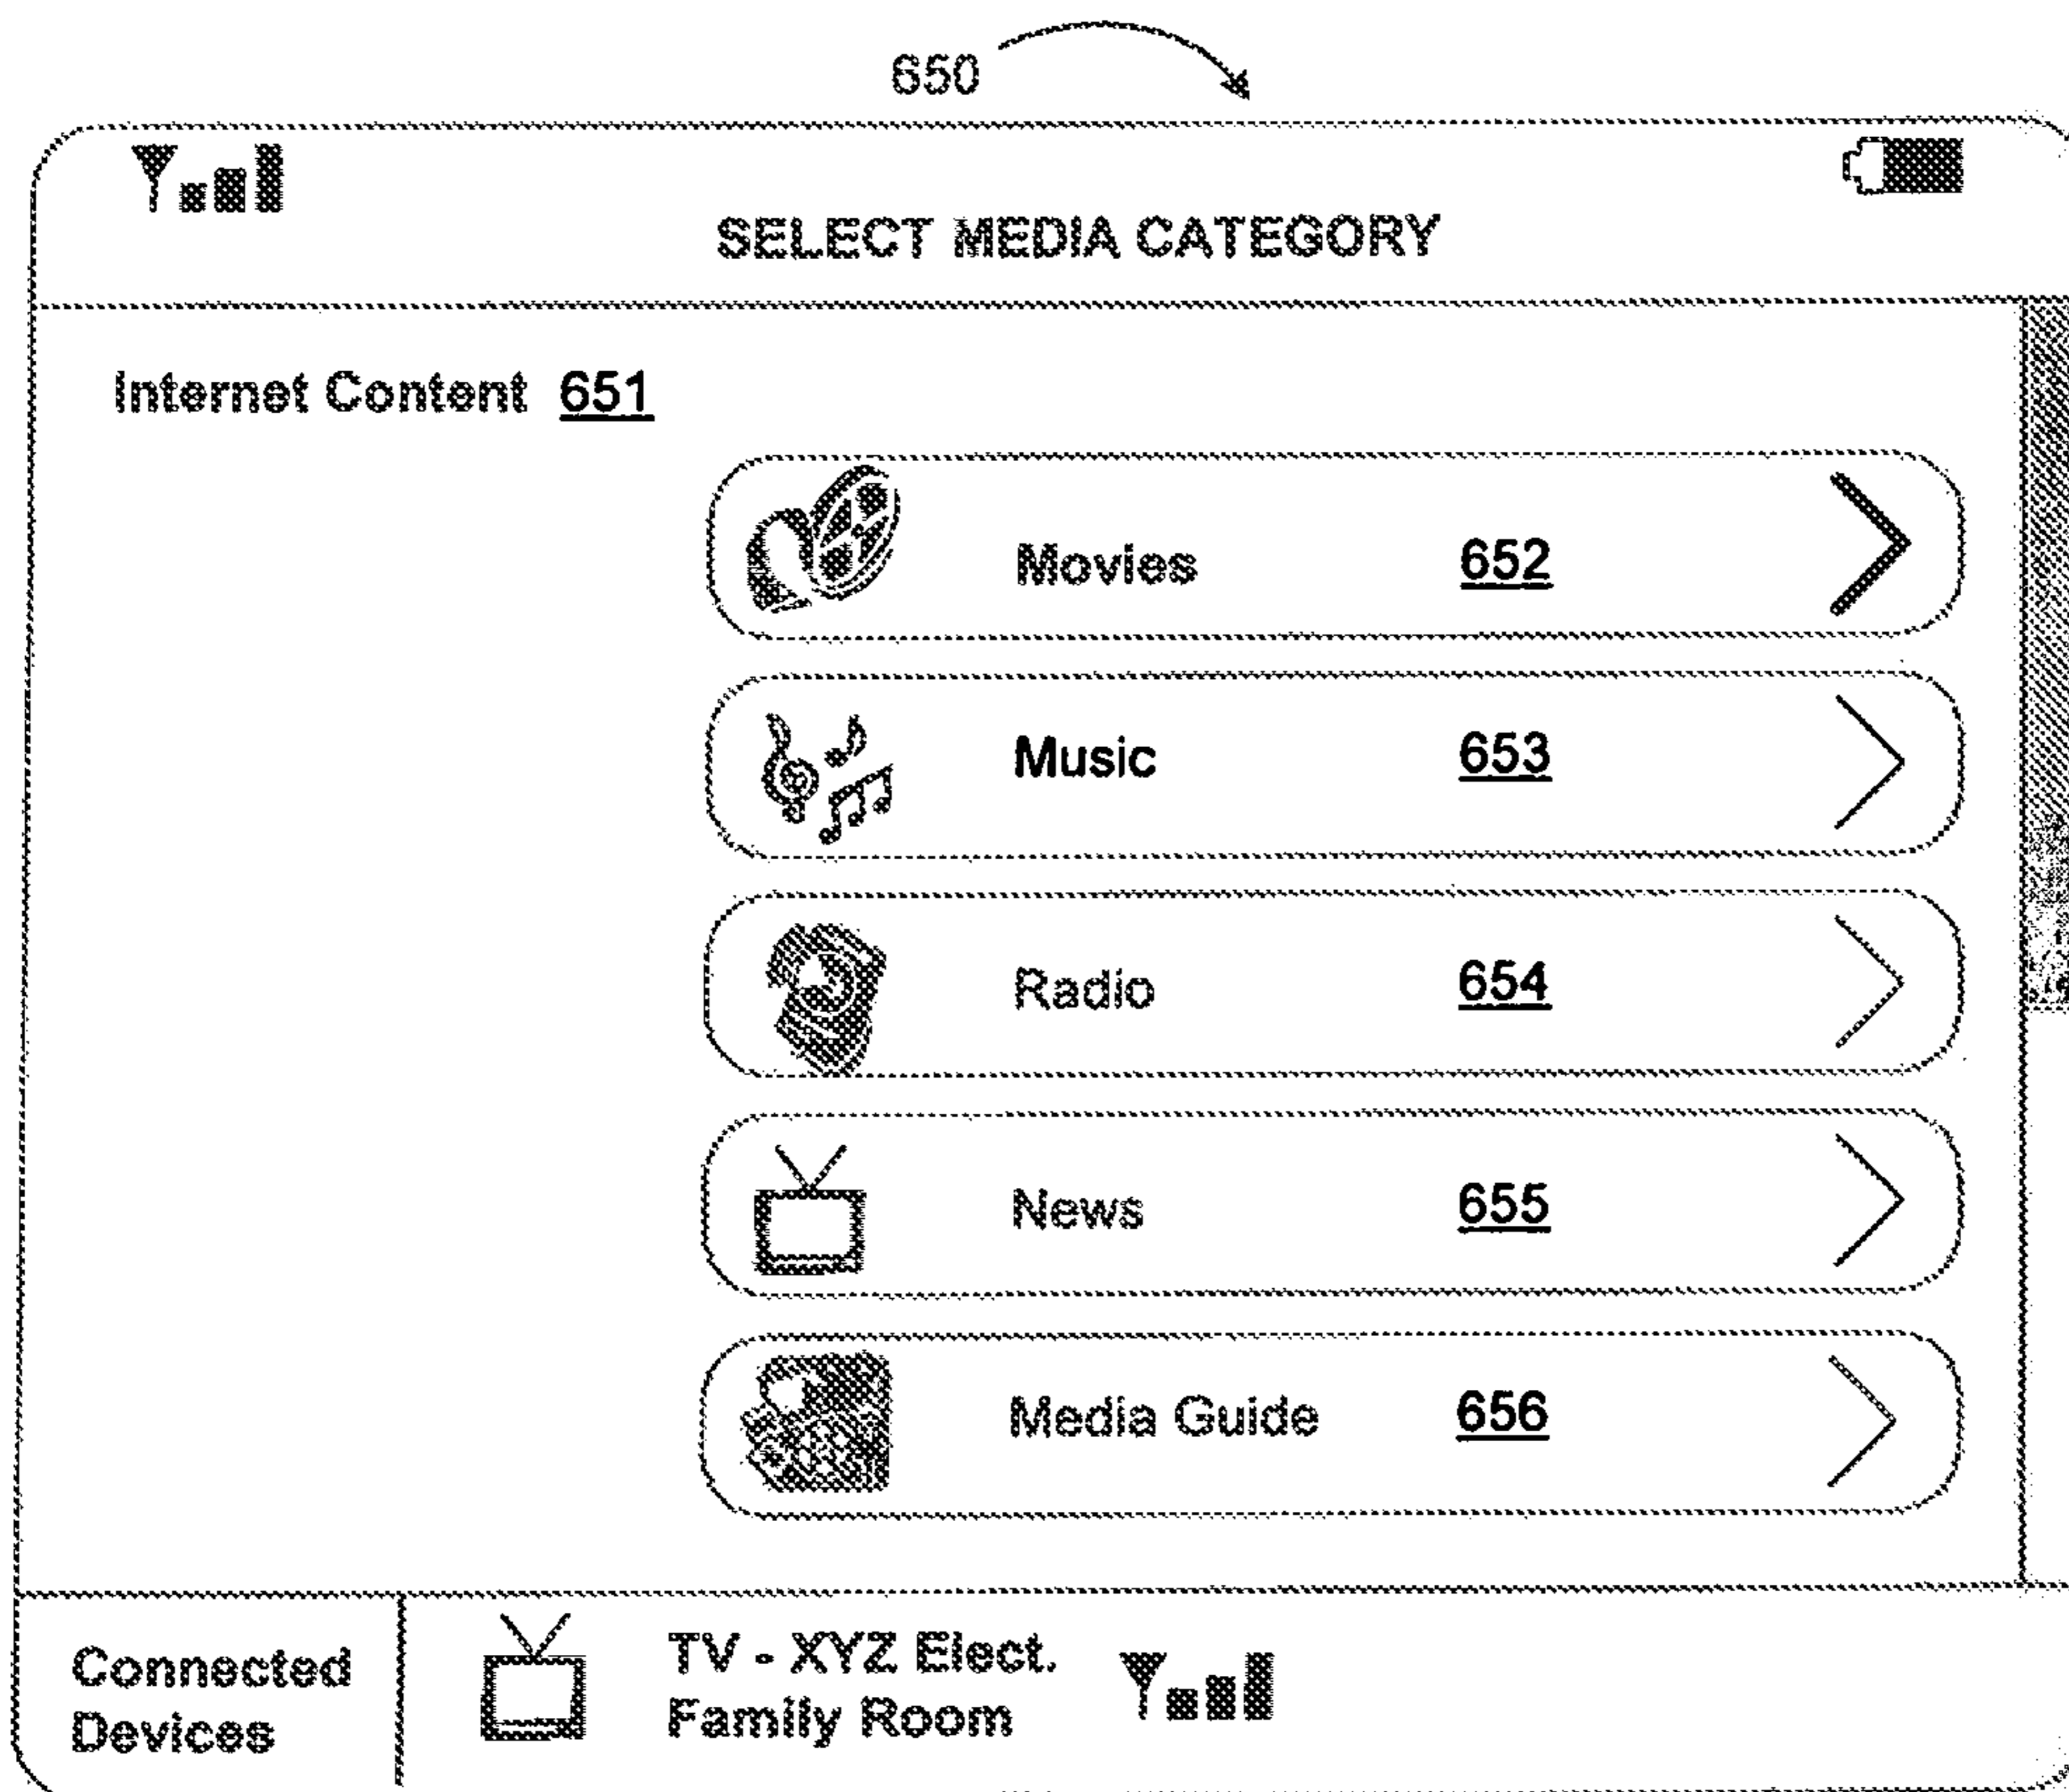 650
SELECT MEDIA CATEGORY
Internet Content 651
Movies 652
Music 653
Radio 654
News 655
Media Guide 656
Connected
Devices
TV - XYZ Elect.
Family Room